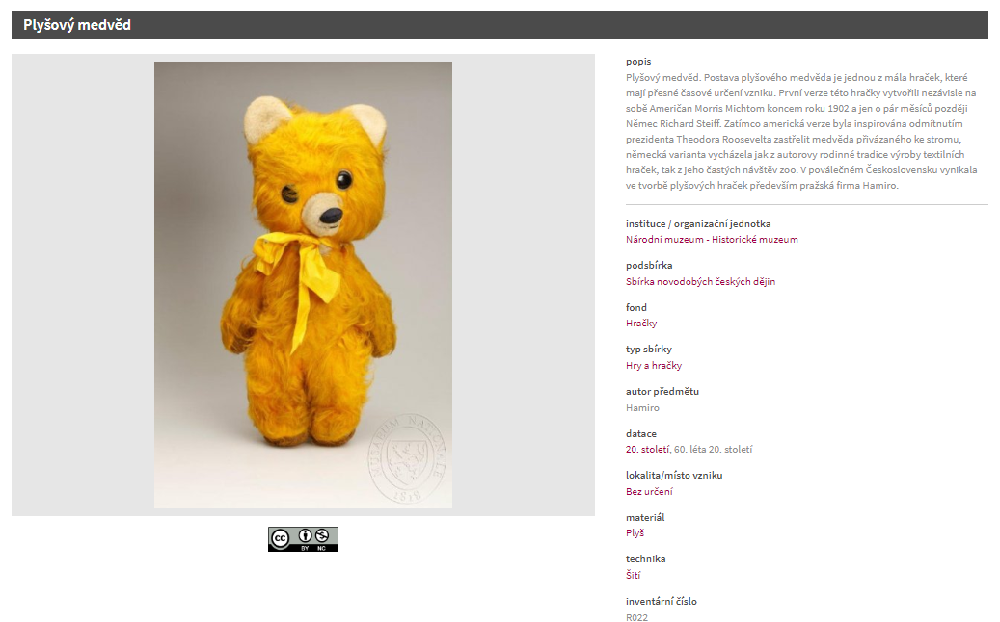 Plyšový medvěd
popis
Plyšový medvěd. Postava plyšového medvěda je jednou z mála hraček, které
mají přesné časové určení vzniku. První verze této hračky vytvořili nezávisle na
sobě Američan Morris Michtom koncem roku 1902 a jen o pár měsíců později
Němec Richard Steiff. Zatímco americká verze byla inspirována odmítnutím
prezidenta Theodora Roosevelta zastřelit medvěda přivázaného ke stromu,
německá varianta vycházela jak z autorovy rodinné tradice výroby textilních
hraček, tak z jeho častých návštěv zoo. V poválečném Československu vynikala
ve tvorbě plyšových hraček především pražská firma Hamiro.
instituce / organizační jednotka
Národní muzeum - Historické muzeum
podsbírka
Sbírka novodobých českých dějin
fond
Hračky
typ sbírky
Hry a hračky
autor předmětu
Hamiro
datace
20. století, 60. léta 20. století
lokalita/místo vzniku
Bez určení
materiál
Plyš
technika
Šití
inventární číslo
R022
MUSAEUM NATIONALE
1818
cc
BY NC